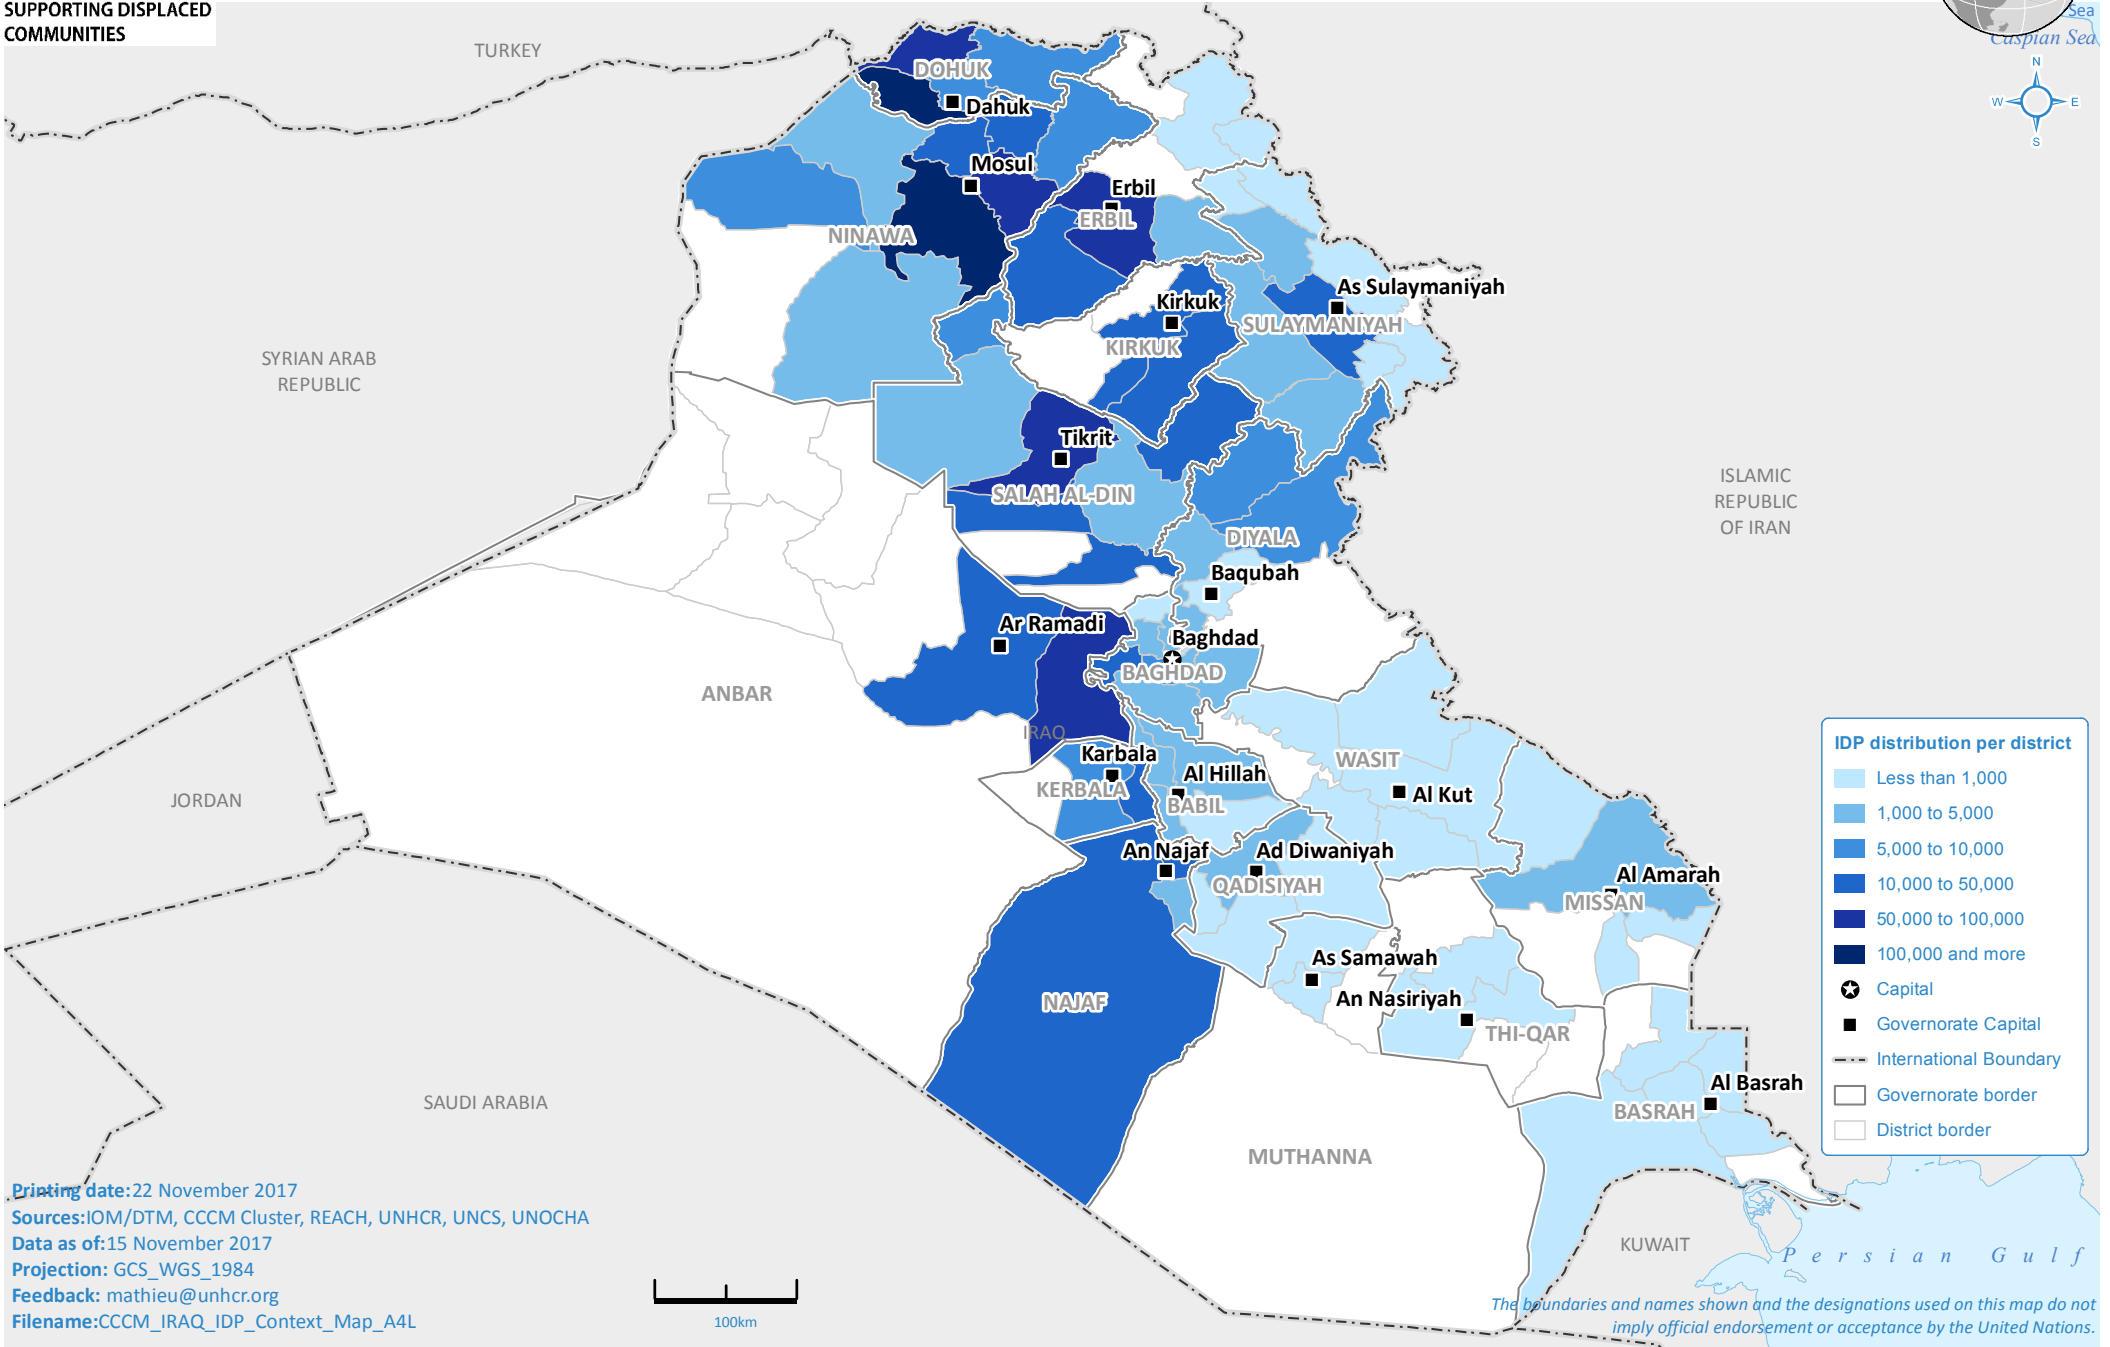 SUPPORTING DISPLACED
COMMUNITIES
Sea
Caspian Sea
N
W
E
S
TURKEY
DOHUK
Dahuk
Mosul
Erbil
ERBIL
NINAWA
As Sulaymaniyah
Kirkuk
SULAYMANIYAH
KIRKUK
SYRIAN ARAB
REPUBLIC
Tikrit
SALAH AL-DIN
ISLAMIC
REPUBLIC
OF IRAN
DIYALA
Baqubah
Ar Ramadi
Baghdad
BAGHDAD
ANBAR
IRAQ
Karbala
KERBALA
Al Hillah
BABIL
WASIT
Al Kut
JORDAN
An Najaf
Ad Diwaniyah
QADISIYAH
Al Amarah
MISSAN
As Samawah
An Nasiriyah
THI-QAR
NAJAF
Al Basrah
BASRAH
SAUDI ARABIA
MUTHANNA
KUWAIT
Persian Gulf
IDP distribution per district
Less than 1,000
1,000 to 5,000
5,000 to 10,000
10,000 to 50,000
50,000 to 100,000
100,000 and more
Capital
Governorate Capital
International Boundary
Governorate border
District border
Printing date:22 November 2017
Sources:IOM/DTM, CCCM Cluster, REACH, UNHCR, UNCS, UNOCHA
Data as of:15 November 2017
Projection: GCS_WGS_1984
Feedback: mathieu@unhcr.org
Filename:CCCM_IRAQ_IDP_Context_Map_A4L
100km
The boundaries and names shown and the designations used on this map do not
imply official endorsement or acceptance by the United Nations.